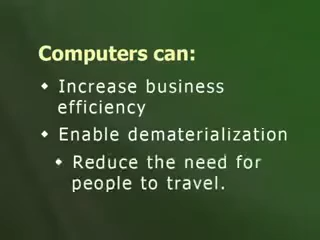 Computers can:
◆ Increase business
efficiency
◆ Enable dematerialization
◆ Reduce the need for
people to travel.